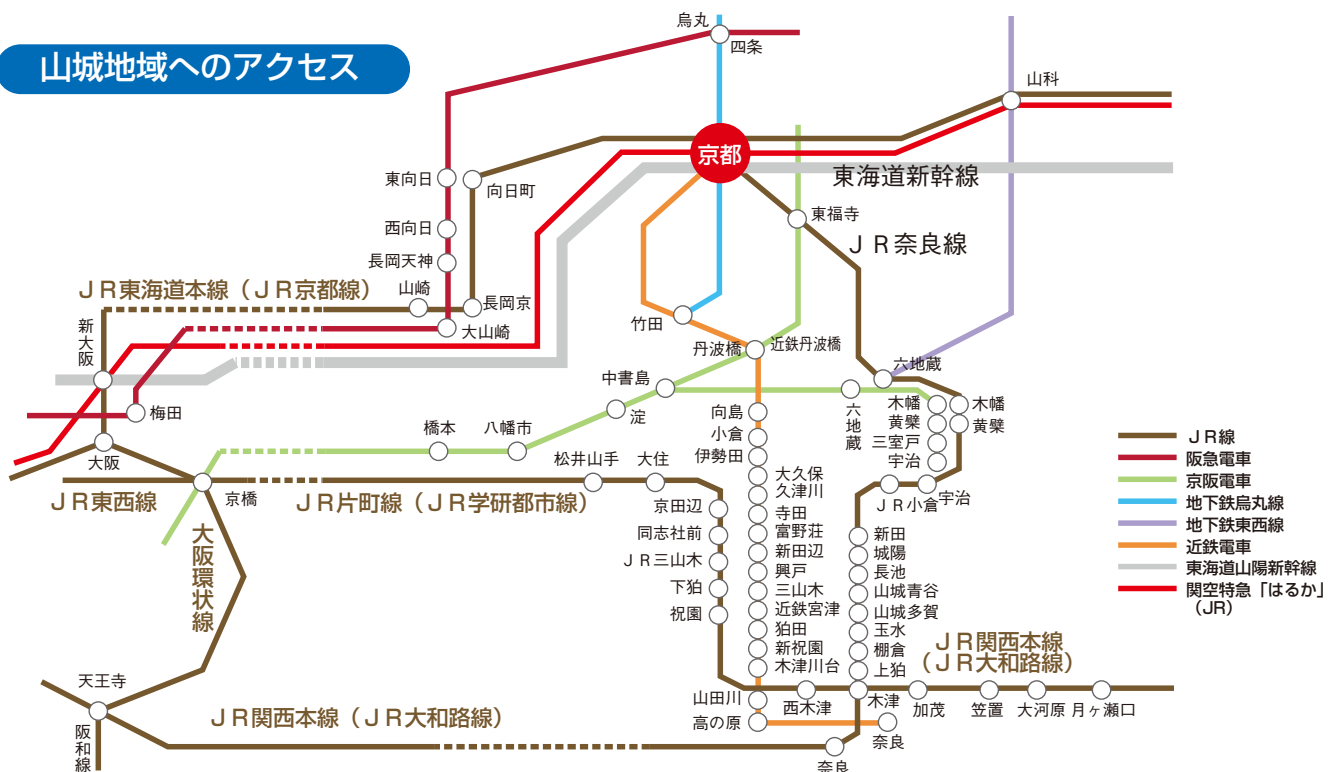 山城地域へのアクセス
烏丸
四条
山科
京都
東海道新幹線
東向日
向日町
東福寺
西向日
JR奈良線
長岡天神
JR東海道本線（JR京都線）
山崎
長岡京
新大阪
大山崎
竹田
丹波橋
近鉄丹波橋
六地蔵
中書島
梅田
淀
向島
六地蔵
木幡
木幡
黄檗
黄檗
三室戸
宇治
小倉
伊勢田
橋本
八幡市
大阪
松井山手
大住
大久保
久津川
JR小倉
宇治
JR東西線
京橋
JR片町線（JR学研都市線）
京田辺
寺田
同志社前
富野荘
新田
大阪環状線
JR三山木
新田辺
城陽
興戸
長池
下狛
三山木
山城青谷
祝園
近鉄宮津
山城多賀
狛田
玉水
新祝園
棚倉
木津川台
上狛
JR関西本線
（JR大和路線）
天王寺
山田川
西木津
木津
加茂
笠置
大河原
月ヶ瀬口
JR関西本線（JR大和路線）
高の原
奈良
阪和線
奈良
JR線
阪急電車
京阪電車
地下鉄烏丸線
地下鉄東西線
近鉄電車
東海道山陽新幹線
関空特急「はるか」
（JR）